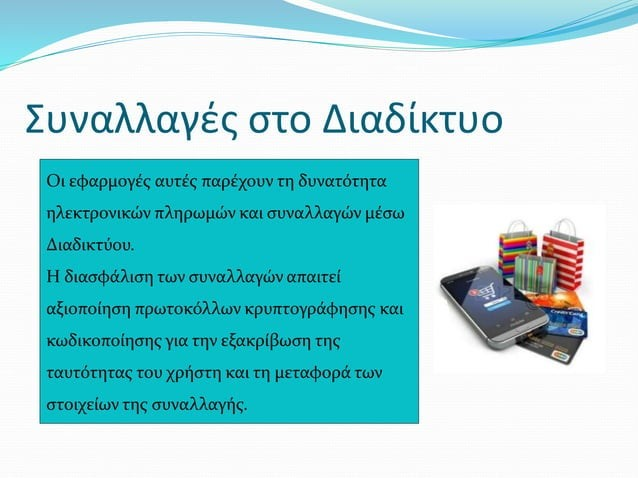 Συναλλαγές στο Διαδίκτυο
Οι εφαρμογές αυτές παρέχουν τη δυνατότητα
ηλεκτρονικών πληρωμών και συναλλαγών μέσω
Διαδικτύου.
Η διασφάλιση των συναλλαγών απαιτεί
αξιοποίηση πρωτοκόλλων κρυπτογράφησης και
κωδικοποίησης για την εξακρίβωση της
ταυτότητας του χρήστη και τη μεταφορά των
στοιχείων της συναλλαγής.